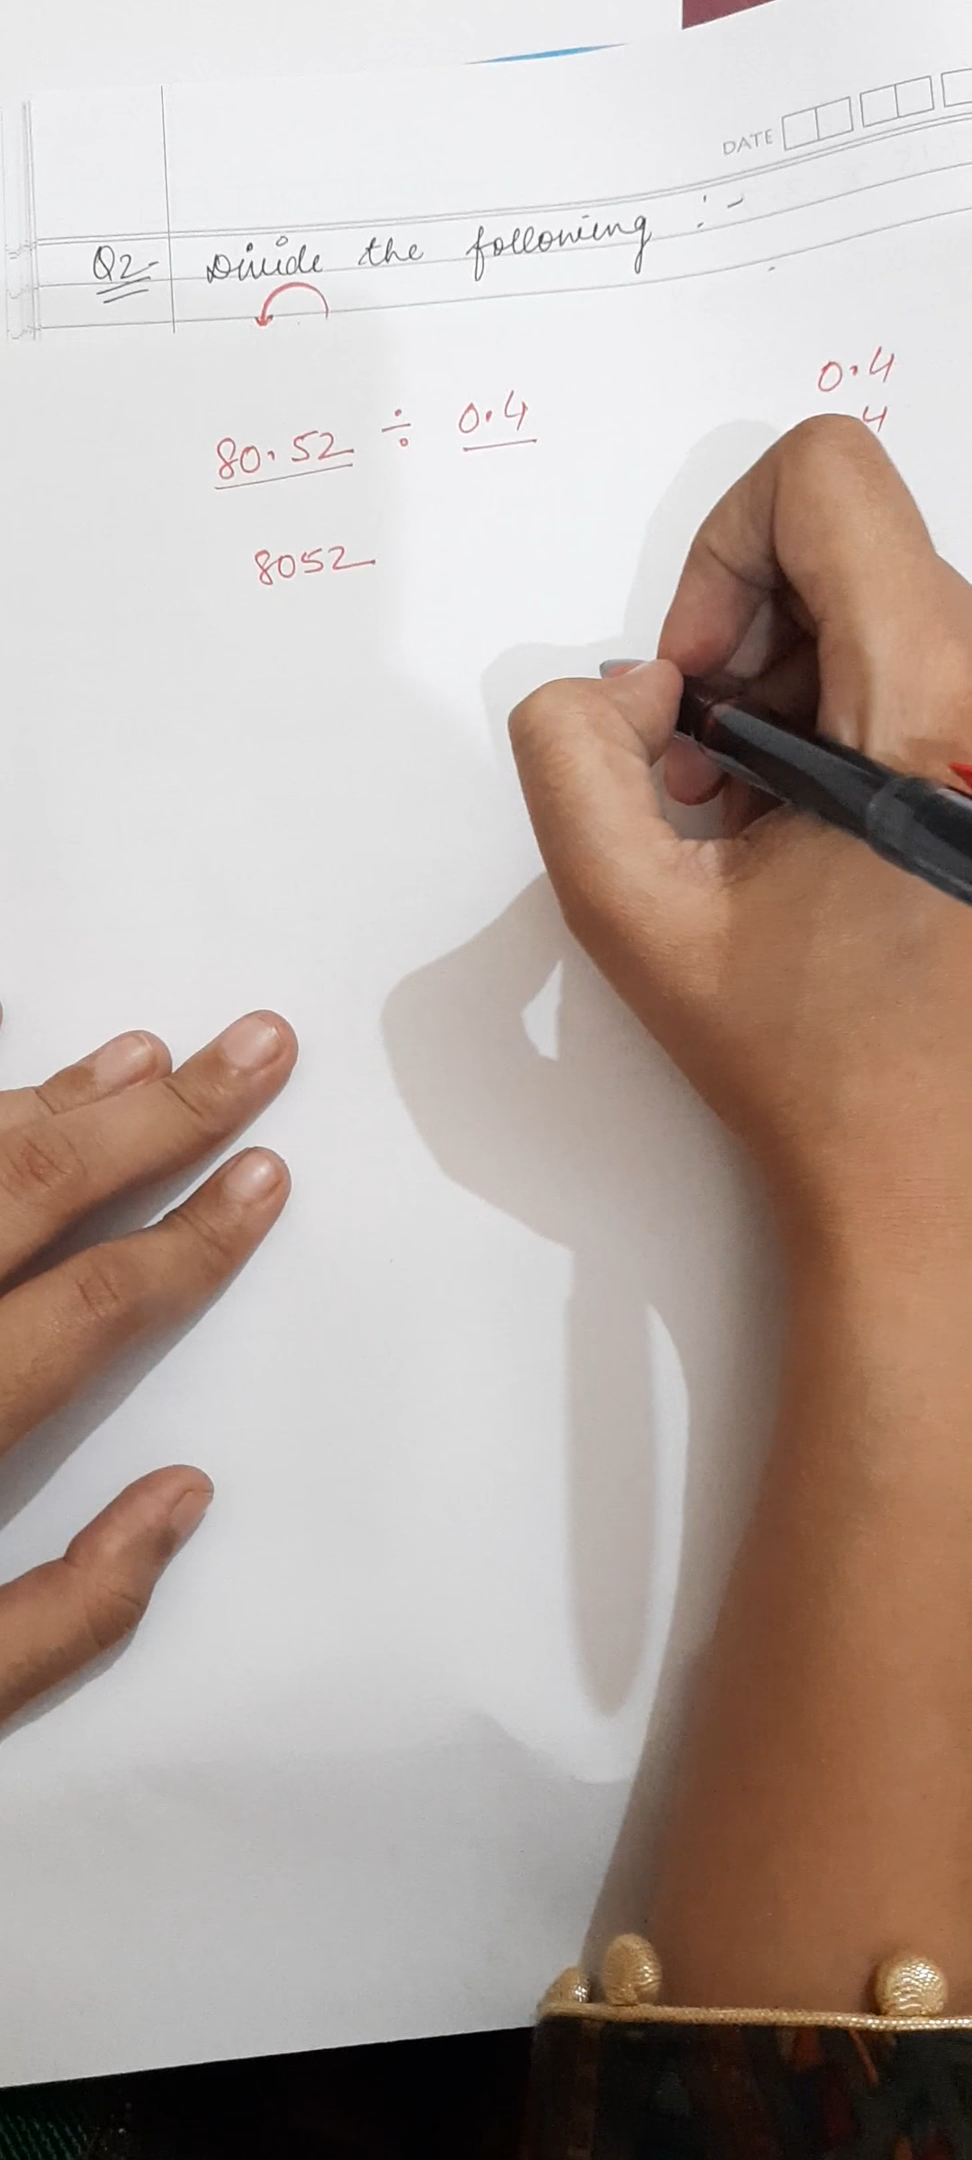 DATE
Q2- Divide the following :-
80.52 ÷ 0.4
0.4
4
8052